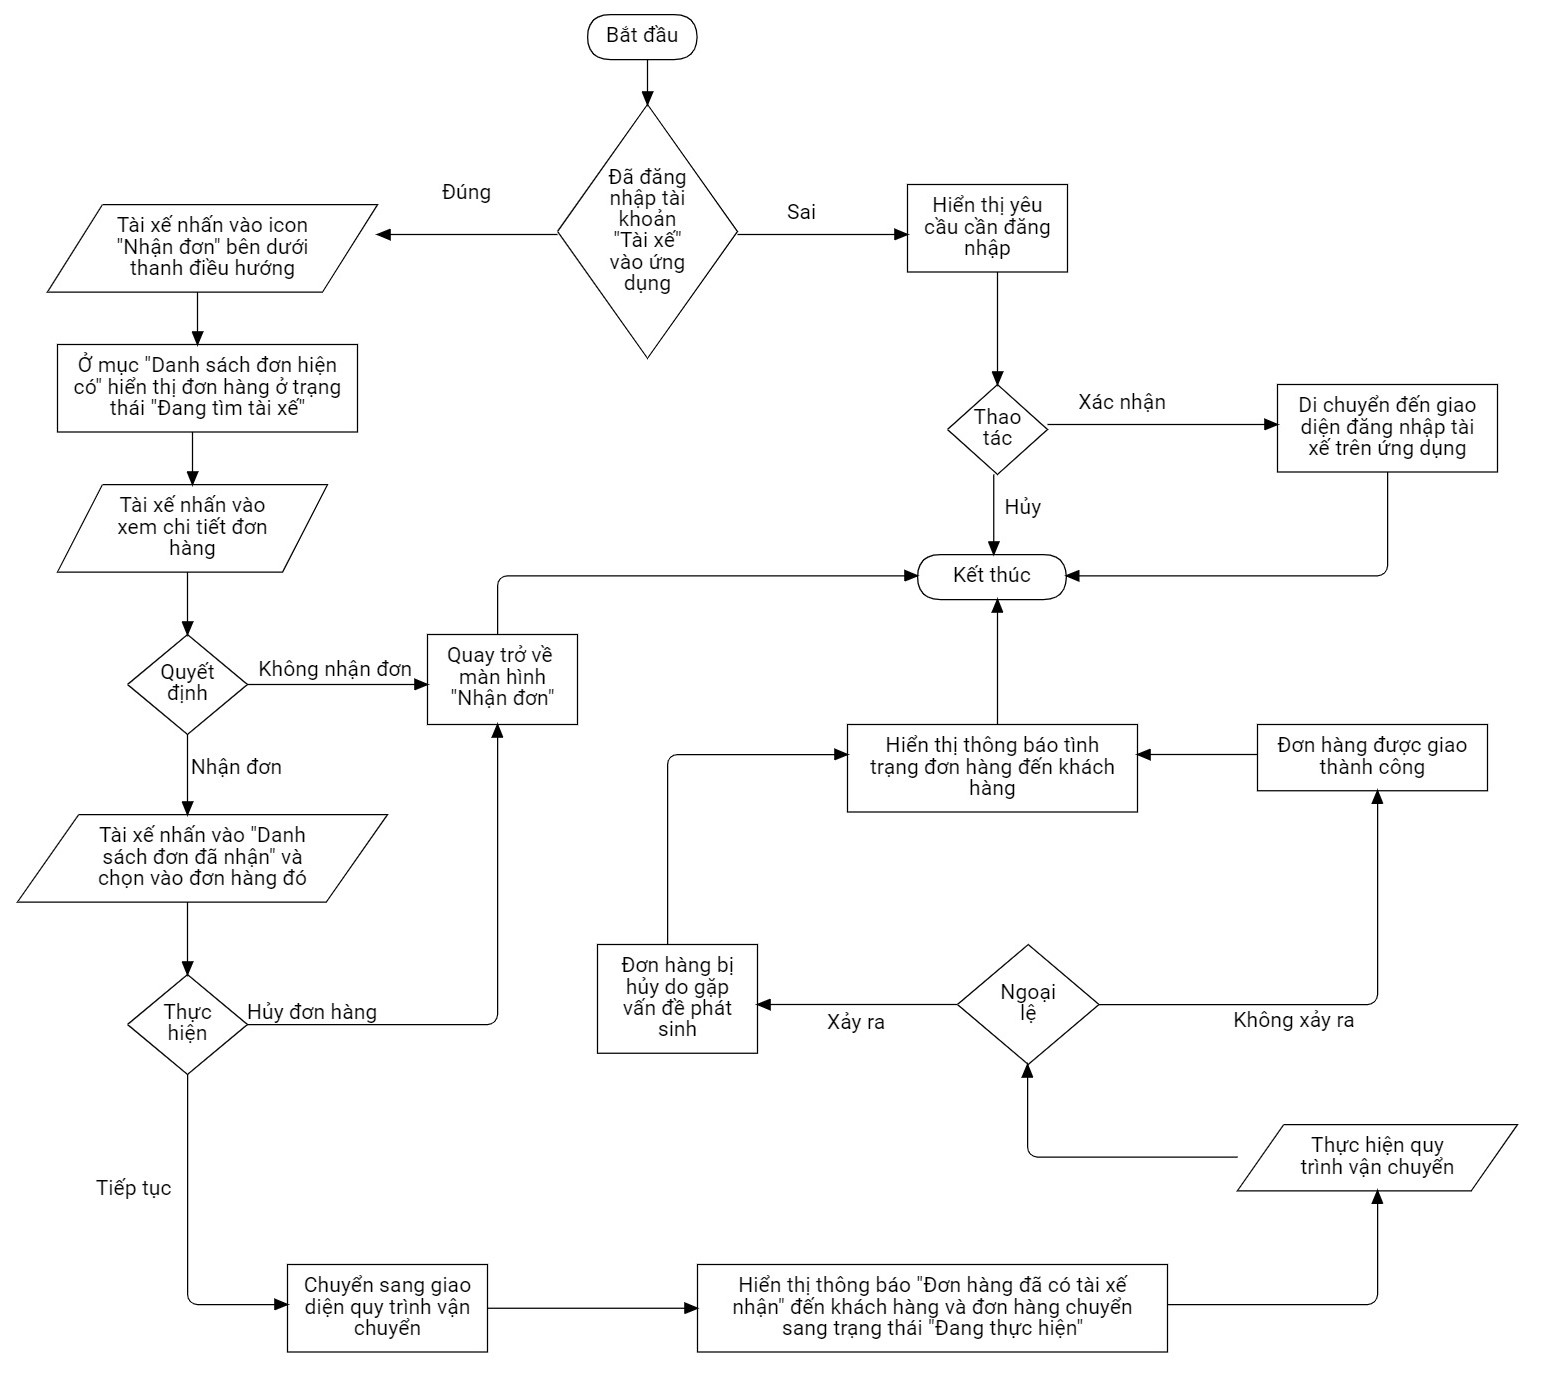 Bắt đầu
Đã đăng
nhập tài
khoản
"Tài xế"
vào ứng
dụng
Đúng
Sai
Tài xế nhấn vào icon
"Nhận đơn" bên dưới
thanh điều hướng
Hiển thị yêu
cầu cần đăng
nhập
Ở mục "Danh sách đơn hiện
có" hiển thị đơn hàng ở trạng
thái "Đang tìm tài xế"
Thao
tác
Xác nhận
Di chuyển đến giao
diện đăng nhập tài
xế trên ứng dụng
Hủy
Tài xế nhấn vào
xem chi tiết đơn
hàng
Kết thúc
Quyết
định
Không nhận đơn
Quay trở về
màn hình
"Nhận đơn"
Nhận đơn
Hiển thị thông báo tình
trạng đơn hàng đến khách
hàng
Đơn hàng được giao
thành công
Tài xế nhấn vào "Danh
sách đơn đã nhận" và
chọn vào đơn hàng đó
Thực
hiện
Hủy đơn hàng
Đơn hàng bị
hủy do gặp
vấn đề phát
sinh
Xảy ra
Ngoại
lệ
Không xảy ra
Thực hiện quy
trình vận chuyển
Tiếp tục
Chuyển sang giao
diện quy trình vận
chuyển
Hiển thị thông báo "Đơn hàng đã có tài xế
nhận" đến khách hàng và đơn hàng chuyển
sang trạng thái "Đang thực hiện"